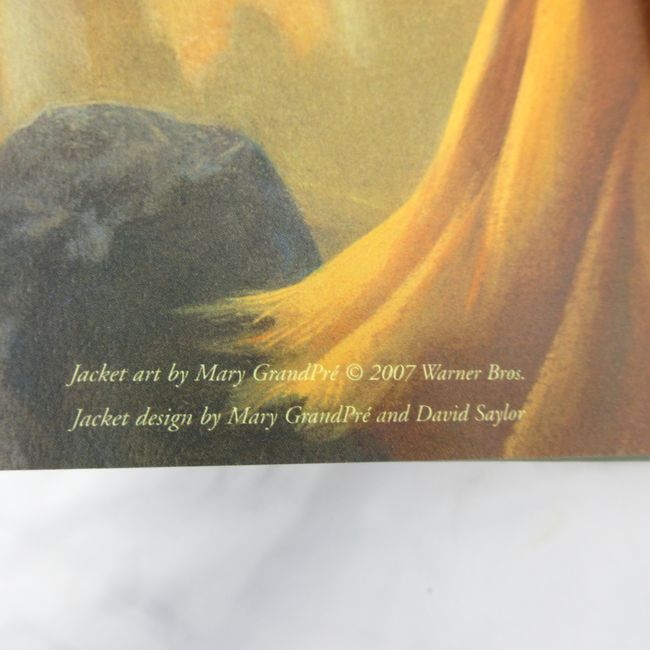 Jacket art by Mary GrandPré © 2007 Warner Bros.
Jacket design by Mary GrandPré and David Saylor